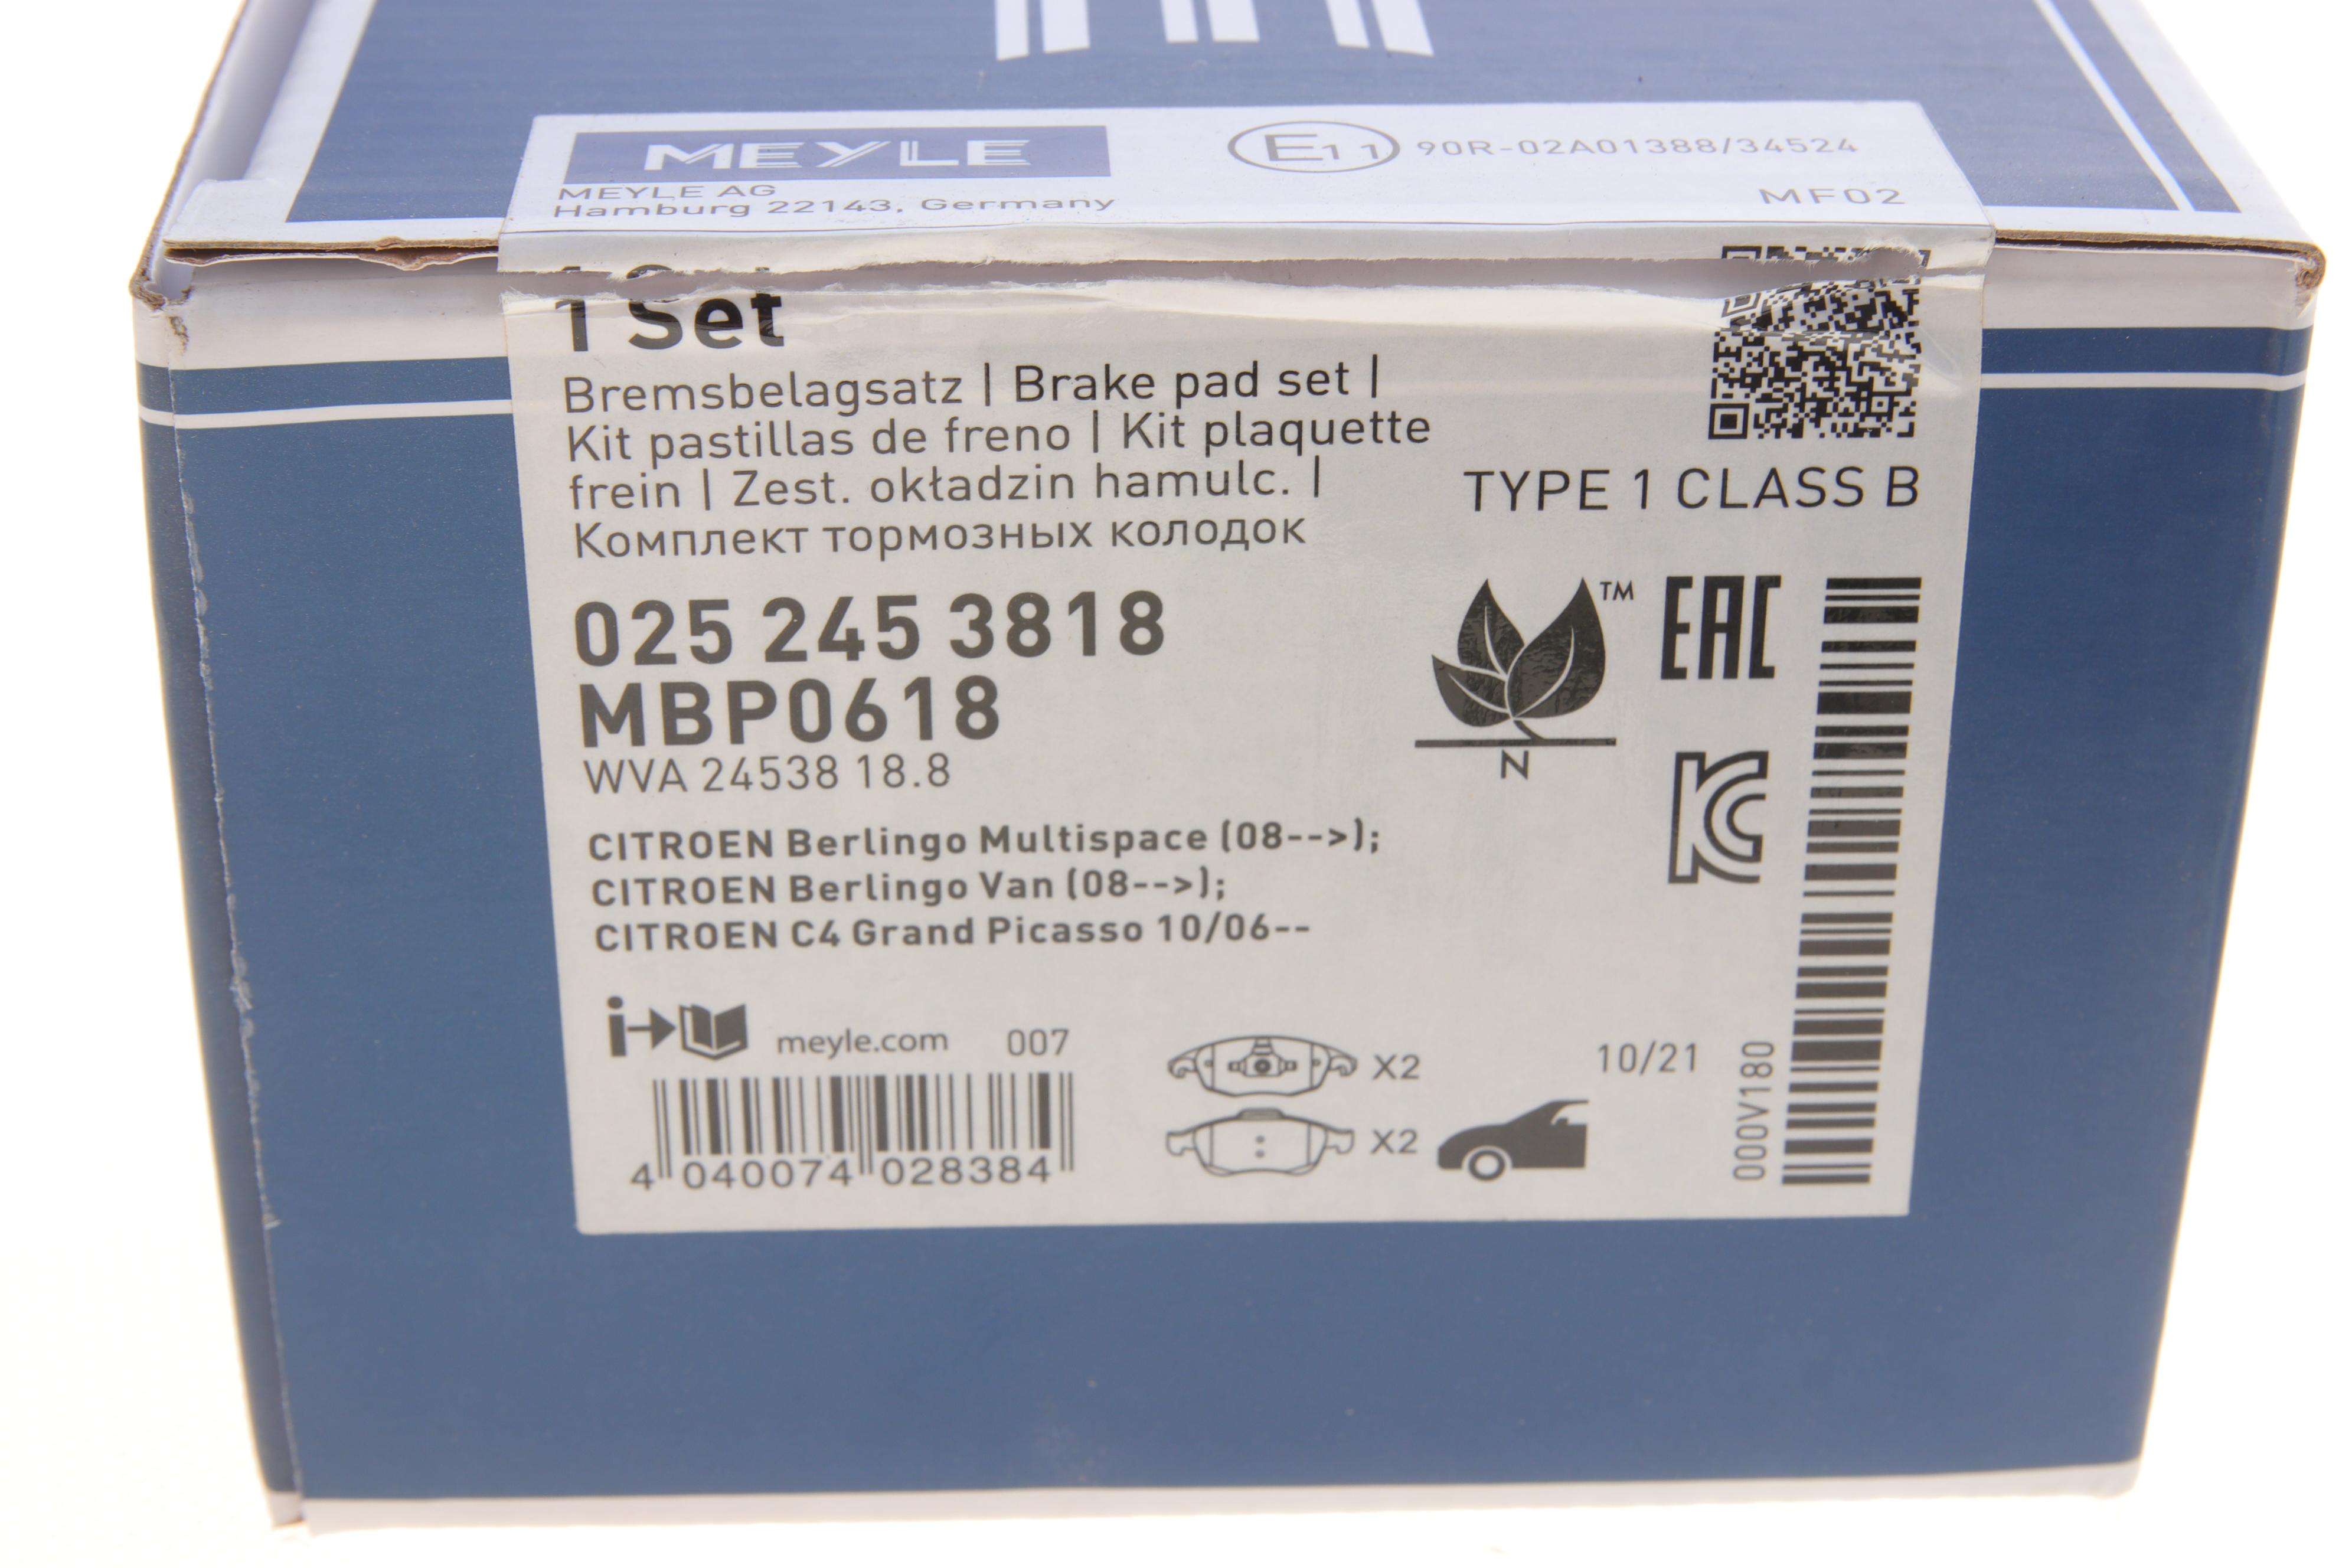 MEYLE
E11 90R-02A01388/34524
MEYLE AG
Hamburg 22143, Germany
MF02
1 Set
Bremsbelagsatz | Brake pad set |
Kit pastillas de freno | Kit plaquette
frein | Zest. okładzin hamulc. |
Комплект тормозных колодок
TYPE 1 CLASS B
025 245 3818
MBP0618
WVA 24538 18.8
TM
EAC
N
KC
CITROEN Berlingo Multispace (08-->);
CITROEN Berlingo Van (08-->);
CITROEN C4 Grand Picasso 10/06--
i meyle.com 007
4 040074 028384
X2
X2
10/21
000V180